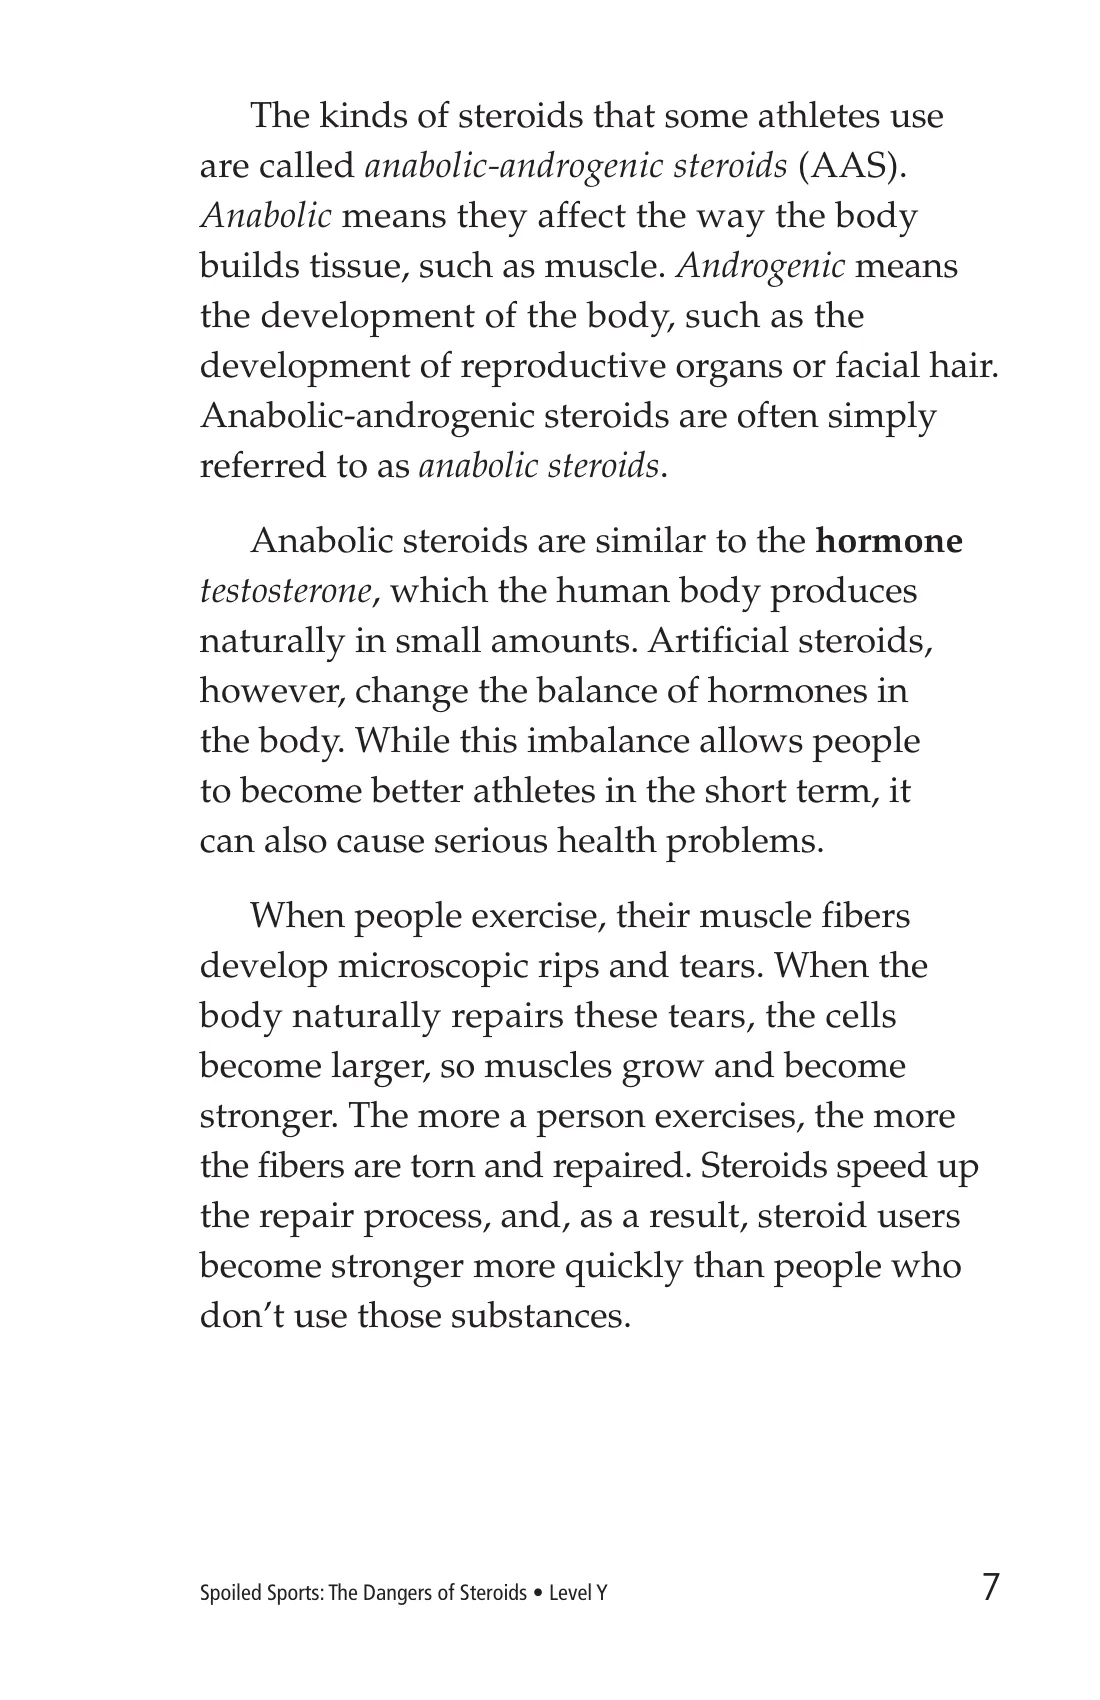 The kinds of steroids that some athletes use
are called anabolic-androgenic steroids (AAS).
Anabolic means they affect the way the body
builds tissue, such as muscle. Androgenic means
the development of the body, such as the
development of reproductive organs or facial hair.
Anabolic-androgenic steroids are often simply
referred to as anabolic steroids.
Anabolic steroids are similar to the hormone
testosterone, which the human body produces
naturally in small amounts. Artificial steroids,
however, change the balance of hormones in
the body. While this imbalance allows people
to become better athletes in the short term, it
can also cause serious health problems.
When people exercise, their muscle fibers
develop microscopic rips and tears. When the
body naturally repairs these tears, the cells
become larger, so muscles grow and become
stronger. The more a person exercises, the more
the fibers are torn and repaired. Steroids speed up
the repair process, and, as a result, steroid users
become stronger more quickly than people who
don’t use those substances.
Spoiled Sports: The Dangers of Steroids • Level Y 7